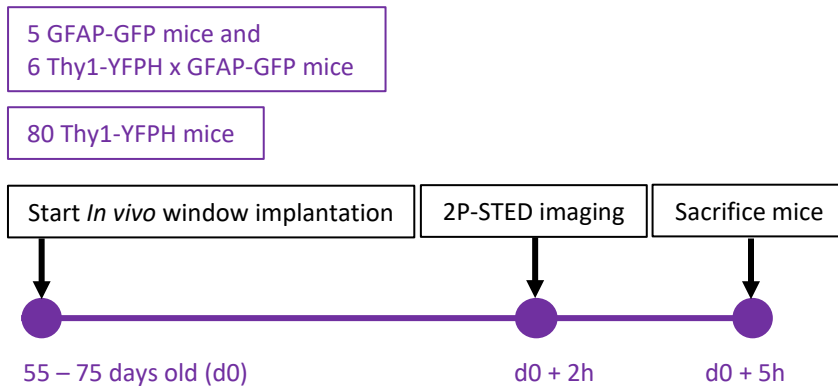 5 GFAP-GFP mice and
6 Thy1-YFPH x GFAP-GFP mice
80 Thy1-YFPH mice
Start In vivo window implantation
2P-STED imaging
Sacrifice mice
55 – 75 days old (d0)
d0 + 2h
d0 + 5h